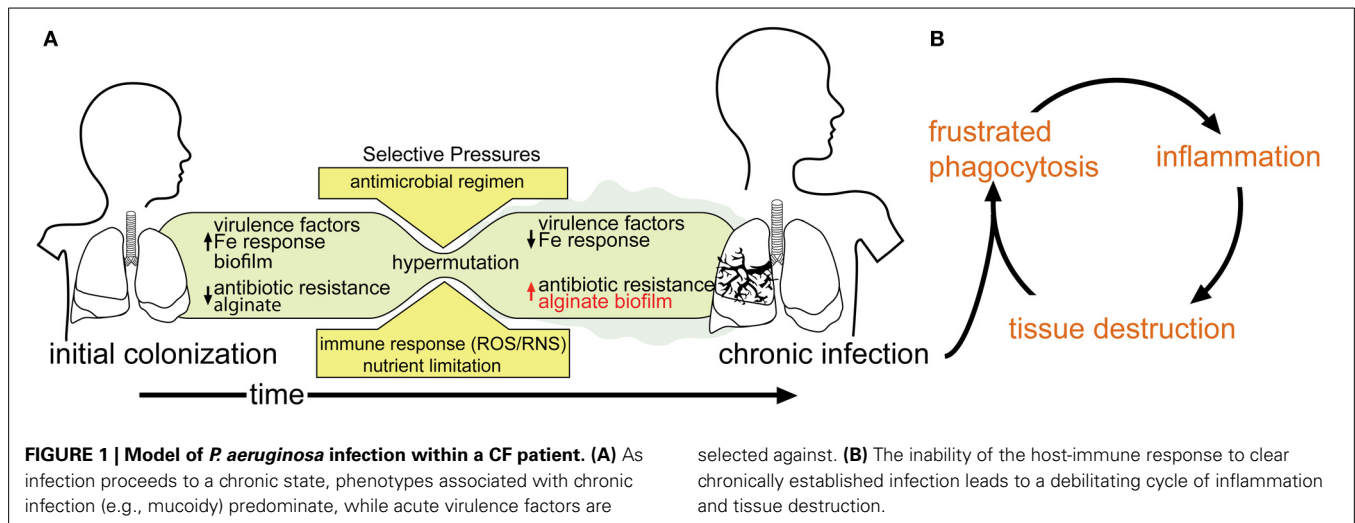 A
Selective Pressures
antimicrobial regimen
virulence factors
Fe response
biofilm
antibiotic resistance
alginate
hypermutation
virulence factors
Fe response
antibiotic resistance
alginate biofilm
immune response (ROS/RNS)
nutrient limitation
initial colonization
chronic infection
time
B
frustrated
phagocytosis
inflammation
tissue destruction
FIGURE 1 | Model of P. aeruginosa infection within a CF patient. (A) As
infection proceeds to a chronic state, phenotypes associated with chronic
infection (e.g., mucoidy) predominate, while acute virulence factors are
selected against. (B) The inability of the host-immune response to clear
chronically established infection leads to a debilitating cycle of inflammation
and tissue destruction.